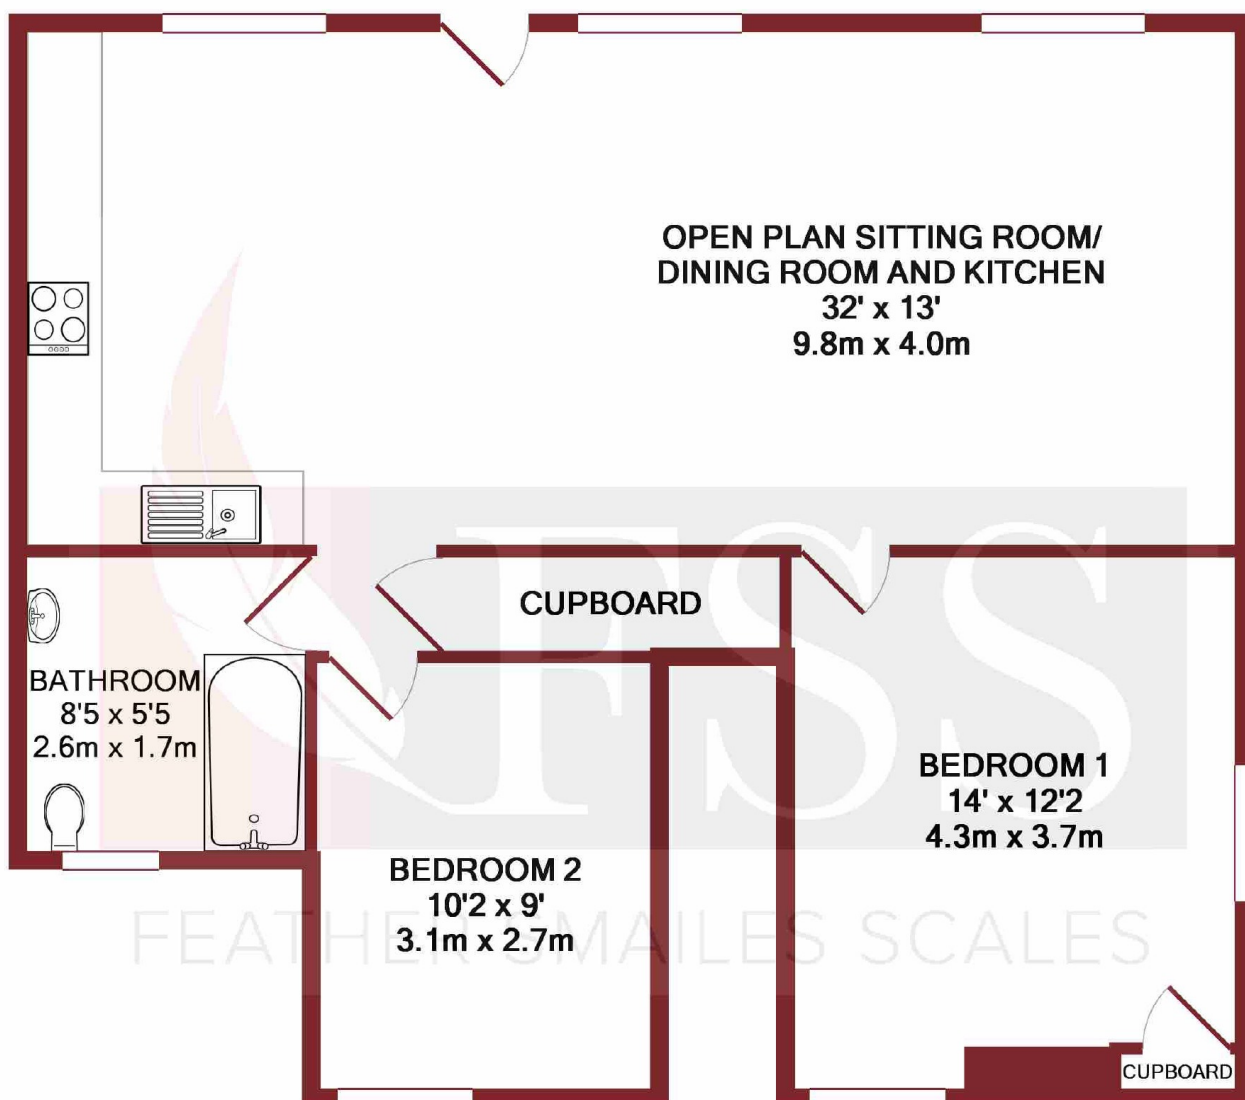 OPEN PLAN SITTING ROOM/
DINING ROOM AND KITCHEN
32' x 13'
9.8m x 4.0m
CUPBOARD
BATHROOM
8'5 x 5'5
2.6m x 1.7m
BEDROOM 1
14' x 12'2
4.3m x 3.7m
BEDROOM 2
10'2 x 9'
3.1m x 2.7m
CUPBOARD
FSS
FEATHER SMAILES SCALES